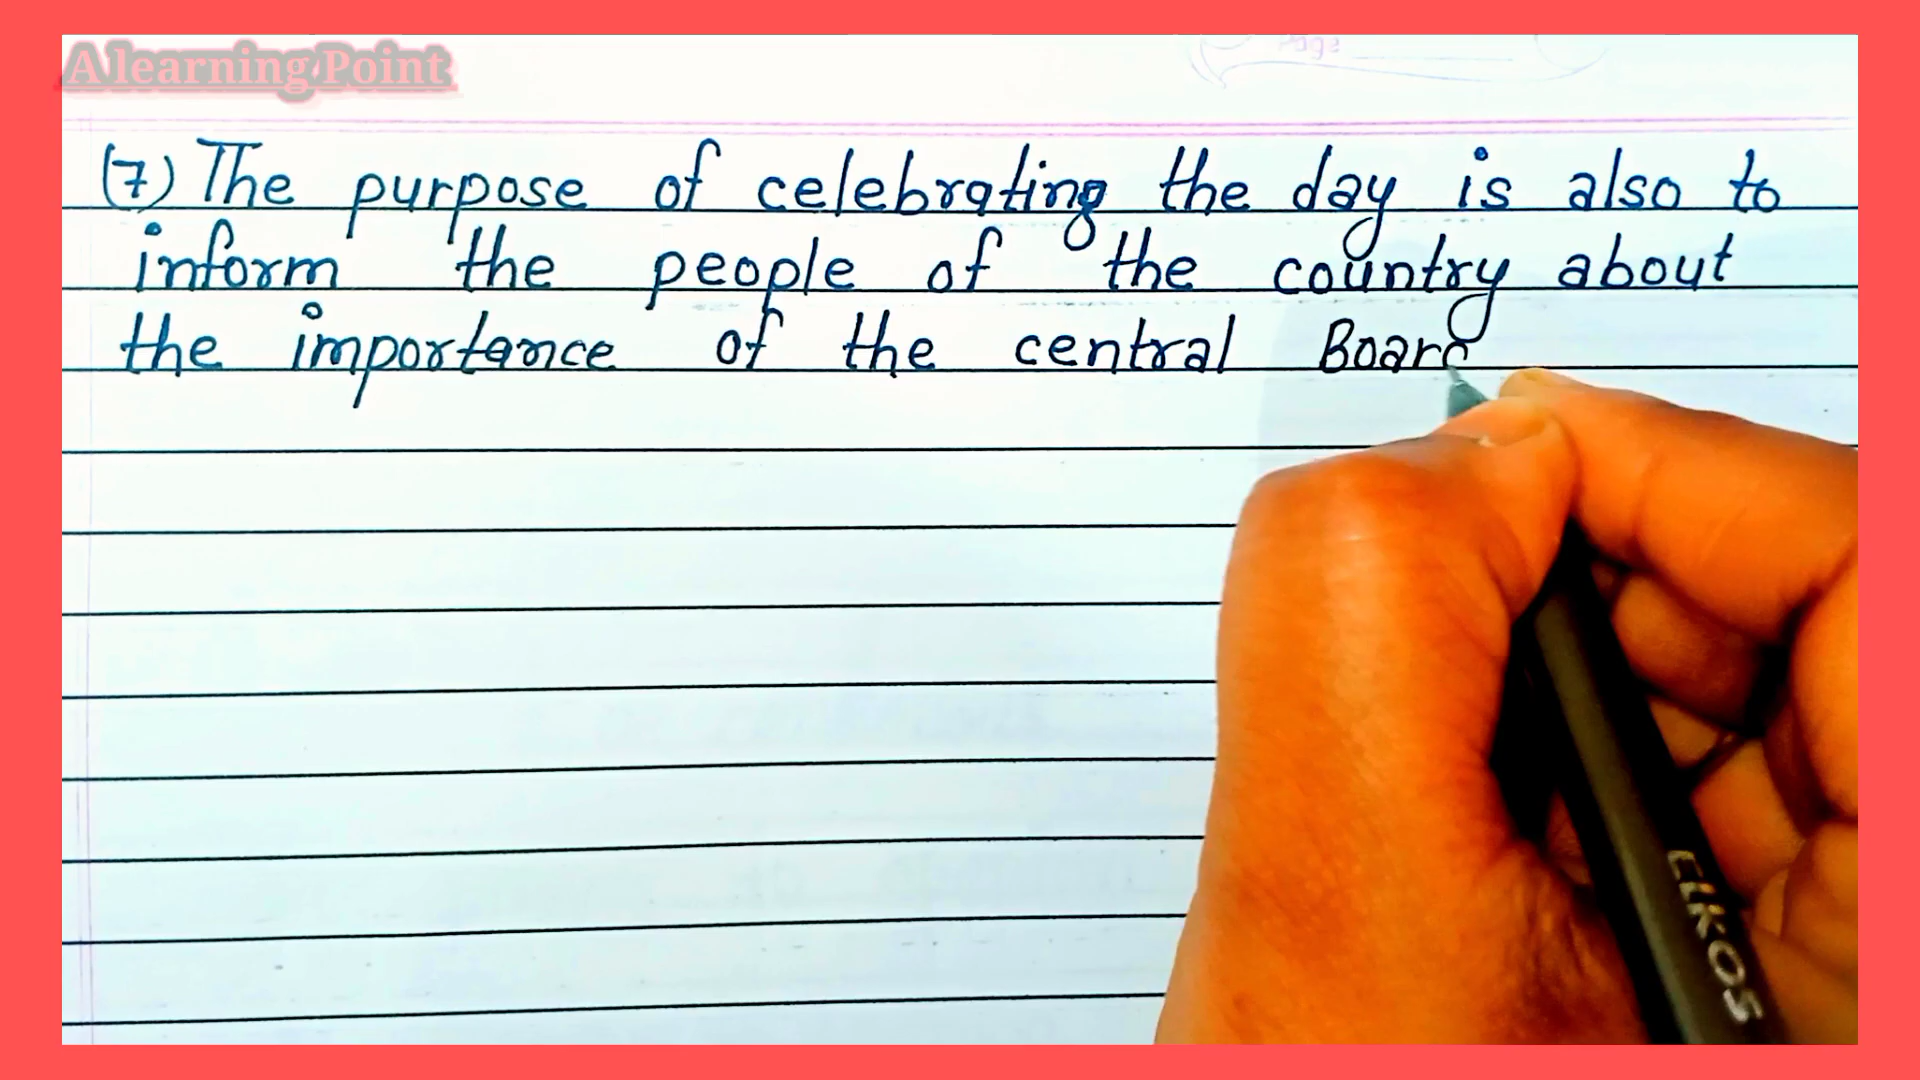 A learning Point
Page
(7) The purpose of celebrating the day is also to
inform the people of the country about
the importance of the central Boar
ELKOS